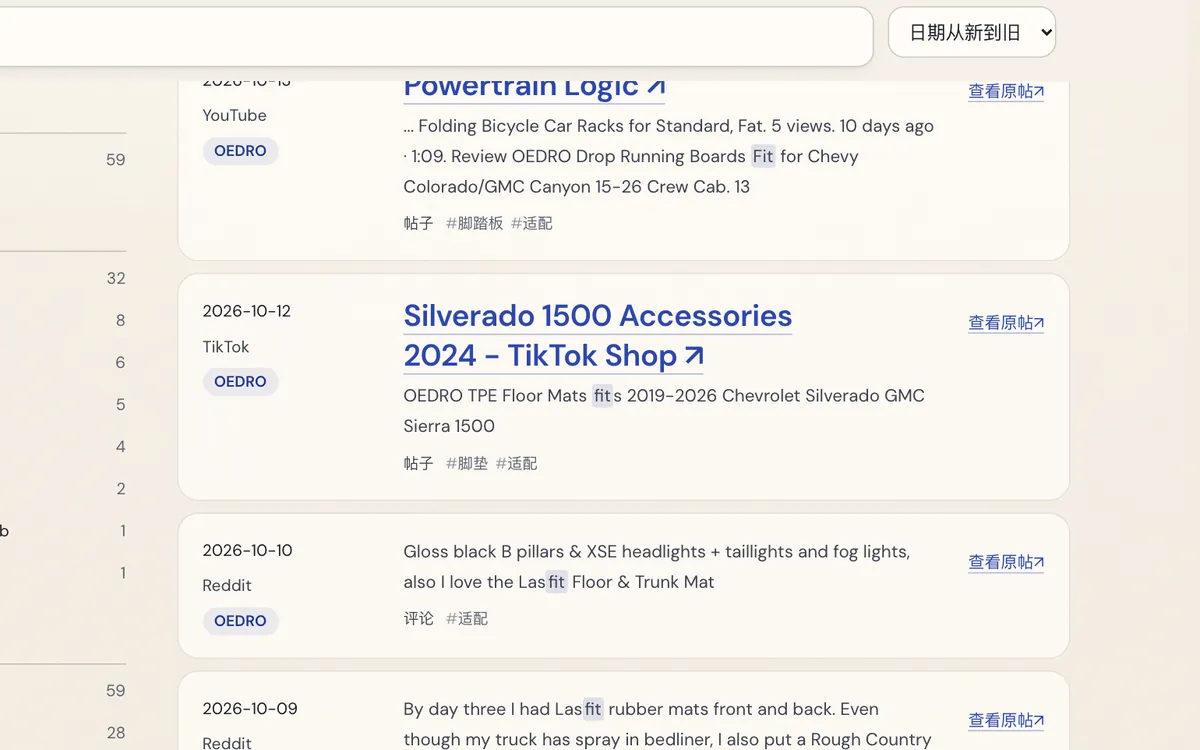 日期从新到旧
59
32
8
6
5
4
2
b 1
1
59
28
2026-10-13
YouTube
OEDRO
Powertrain Logic ↗
... Folding Bicycle Car Racks for Standard, Fat. 5 views. 10 days ago
· 1:09. Review OEDRO Drop Running Boards Fit for Chevy
Colorado/GMC Canyon 15-26 Crew Cab. 13
帖子 #脚踏板 #适配
查看原帖↗
2026-10-12
TikTok
OEDRO
Silverado 1500 Accessories
2024 - TikTok Shop ↗
OEDRO TPE Floor Mats fits 2019-2026 Chevrolet Silverado GMC
Sierra 1500
帖子 #脚垫 #适配
查看原帖↗
2026-10-10
Reddit
OEDRO
Gloss black B pillars & XSE headlights + taillights and fog lights,
also I love the Lasfit Floor & Trunk Mat
评论 #适配
查看原帖↗
2026-10-09
Reddit
By day three I had Lasfit rubber mats front and back. Even
though my truck has spray in bedliner, I also put a Rough Country
查看原帖↗